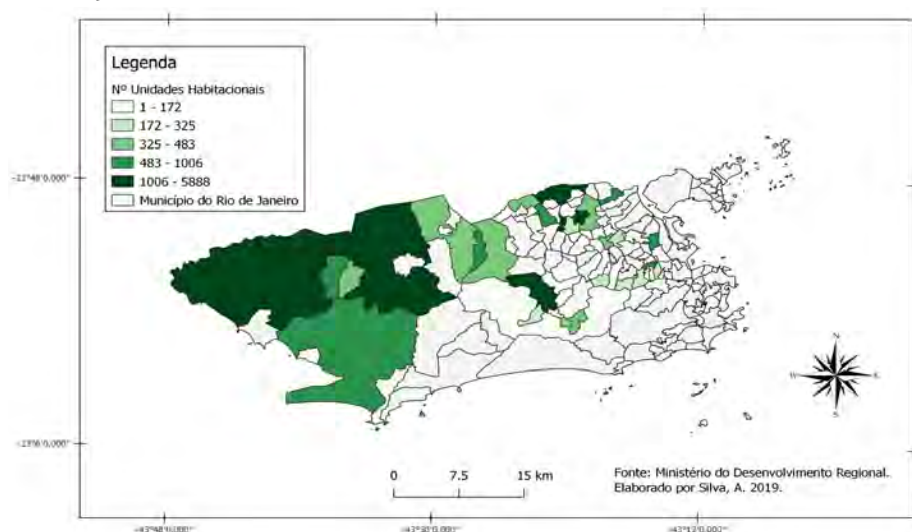 Legenda
Nº Unidades Habitacionais
1 - 172
172 - 325
325 - 483
483 - 1006
1006 - 5888
Município do Rio de Janeiro
N
W
E
S
0 7.5 15 km
Fonte: Ministério do Desenvolvimento Regional.
Elaborado por Silva, A. 2019.